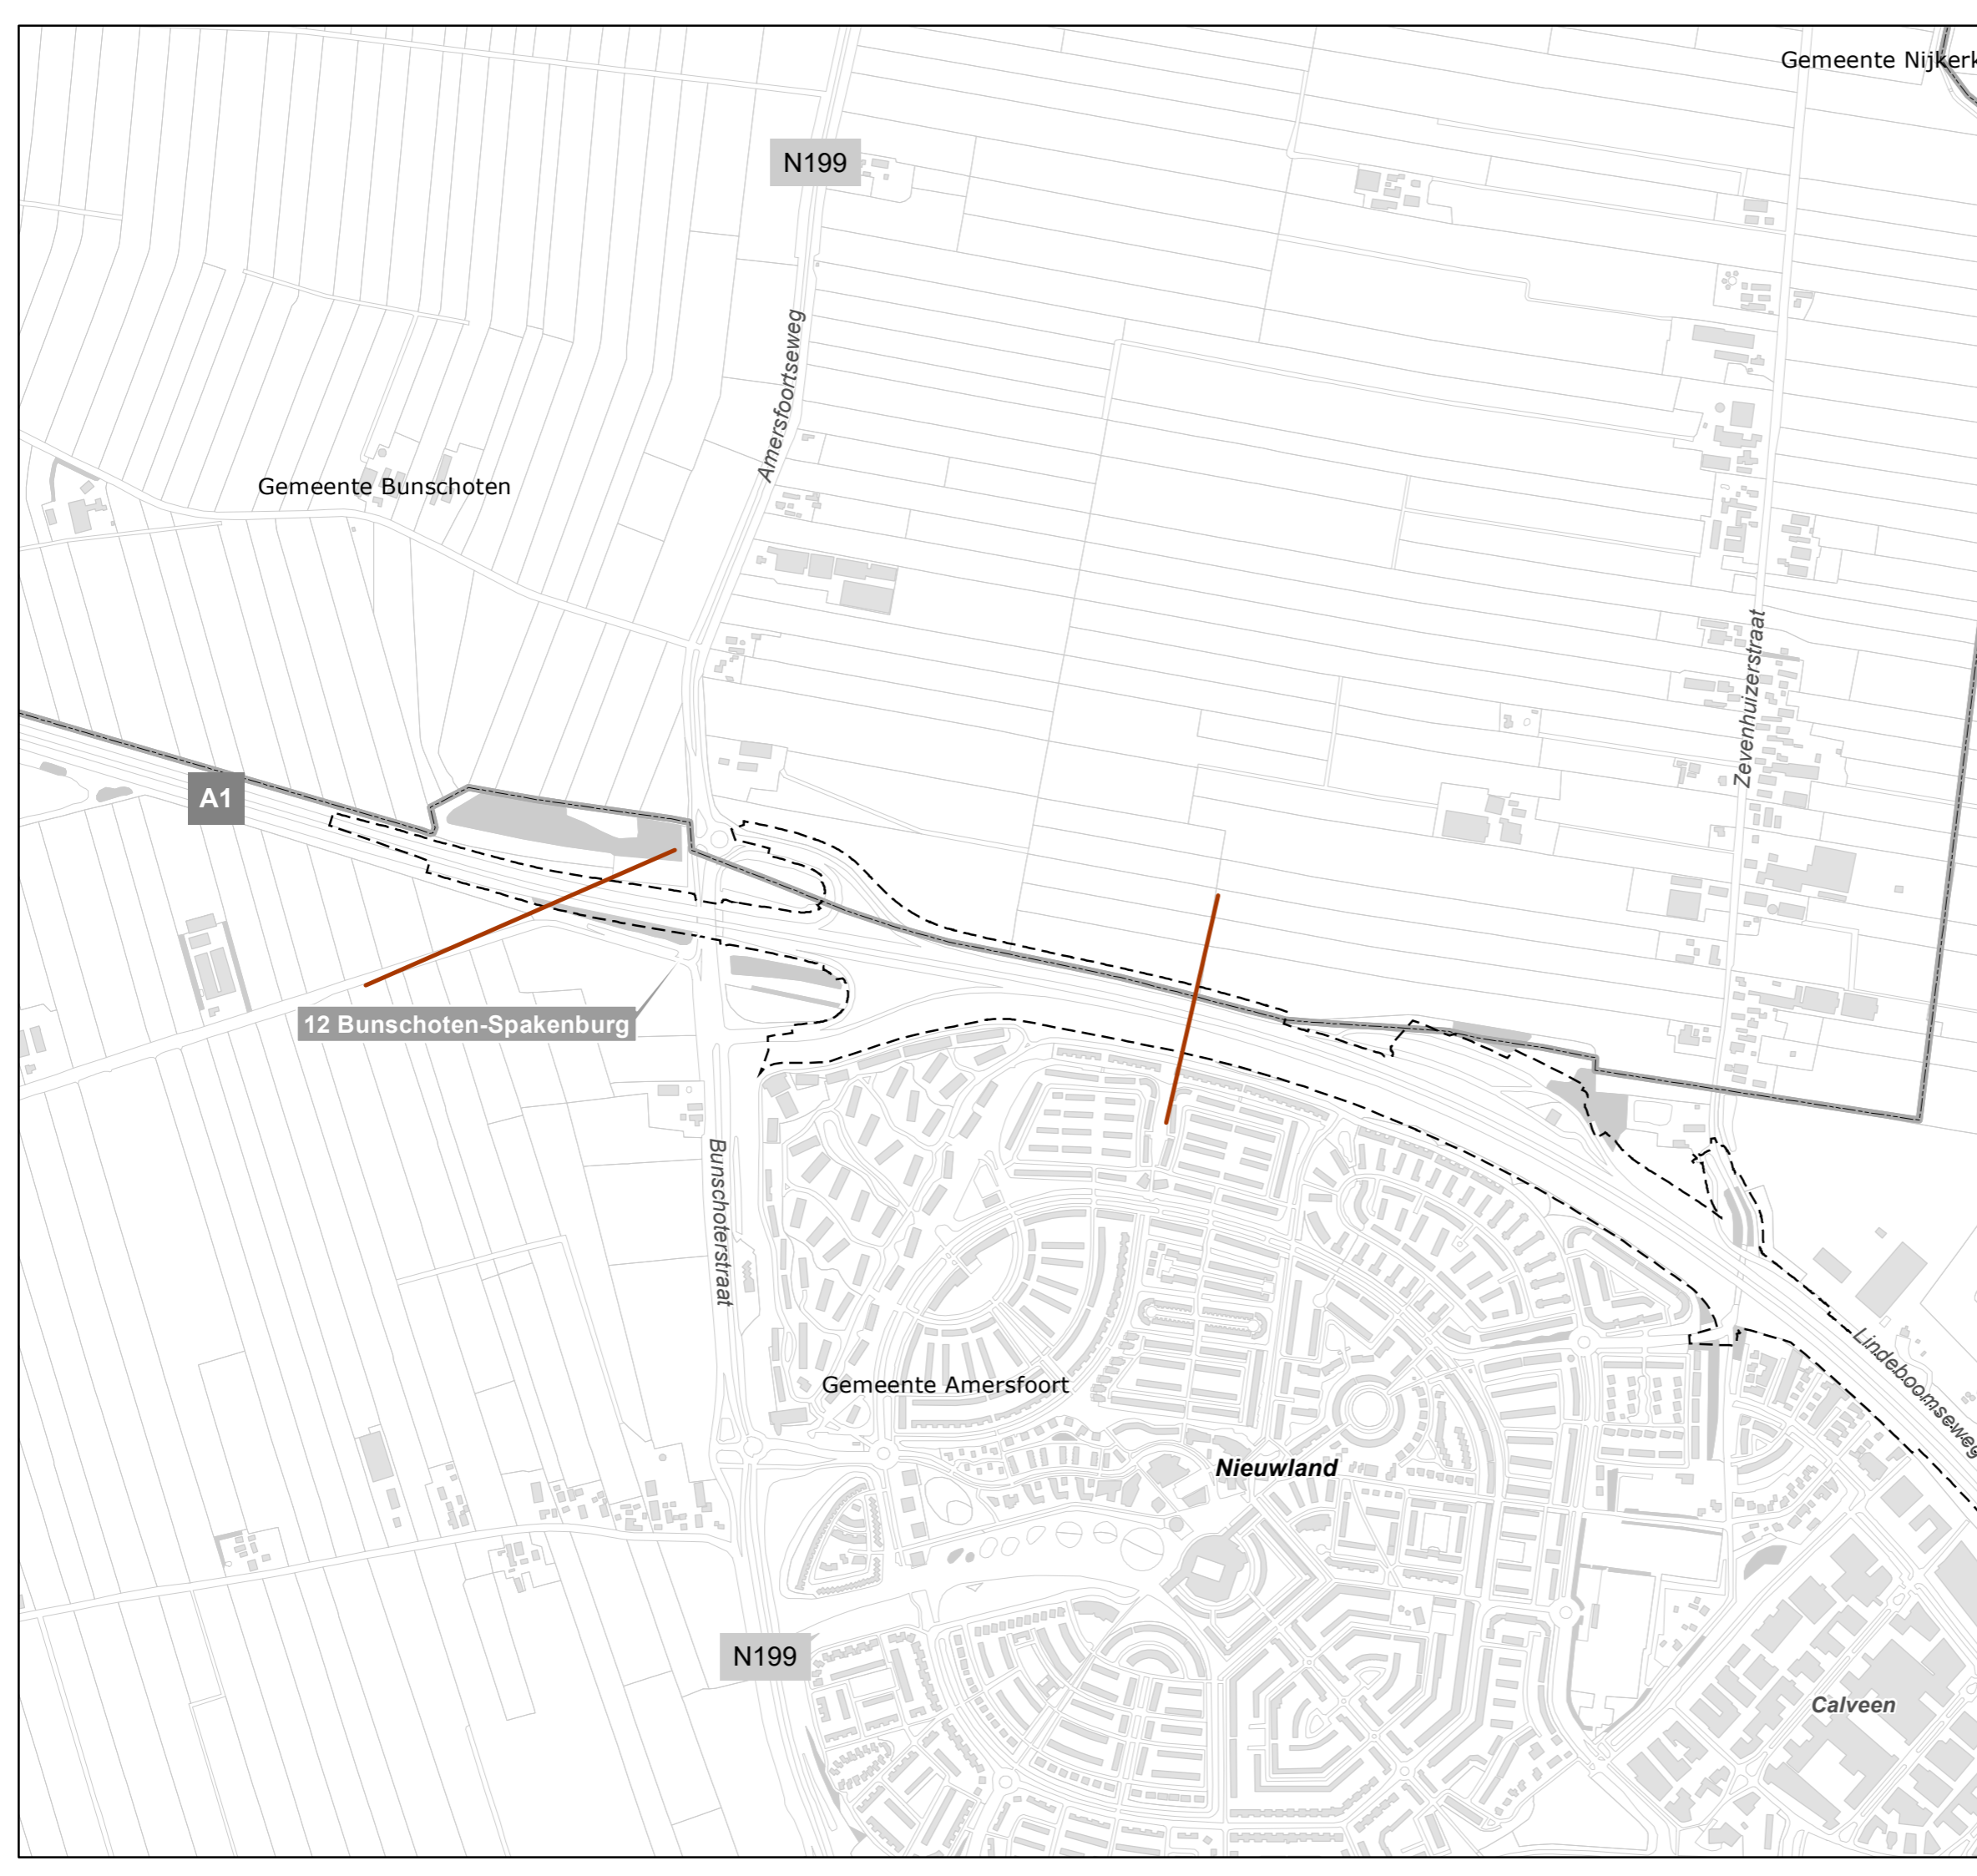 Gemeente Nijkerk
N199
Amersfoortseweg
Gemeente Bunschoten
Zevenhuizerstraat
A1
12 Bunschoten-Spakenburg
Bunschoterstraat
Lindeboomseweg
Gemeente Amersfoort
Nieuwland
N199
Calveen